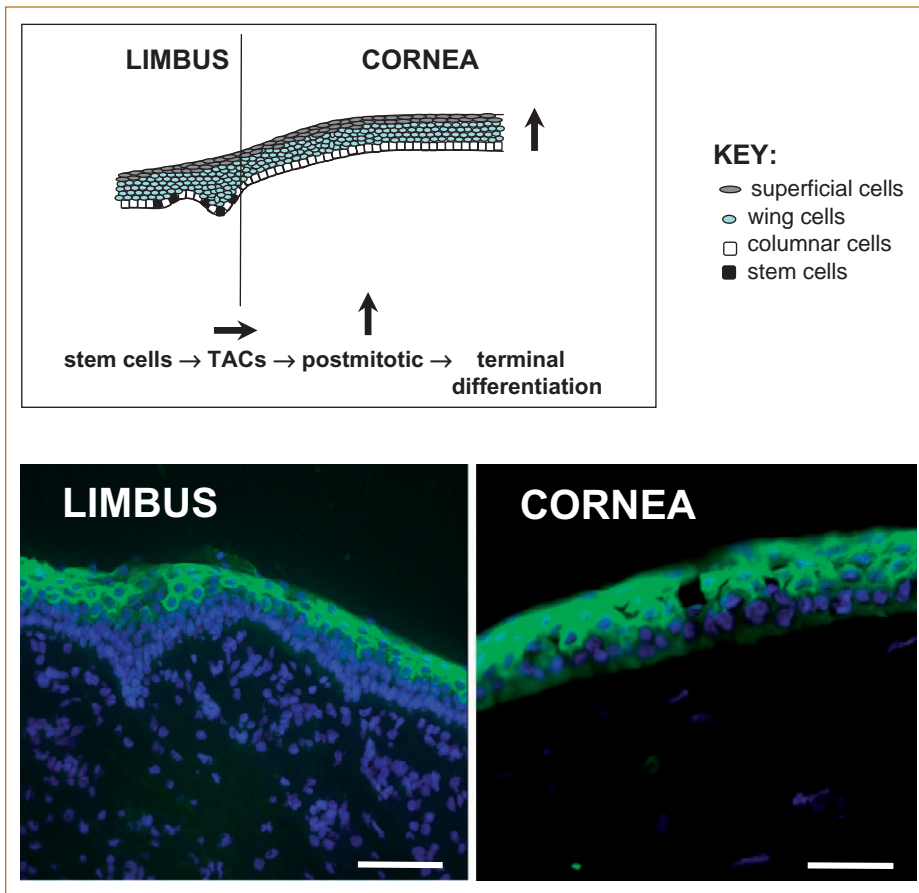 LIMBUS CORNEA
KEY:
superficial cells
wing cells
columnar cells
stem cells
stem cells → TACs → postmitotic → terminal
differentiation
LIMBUS
CORNEA